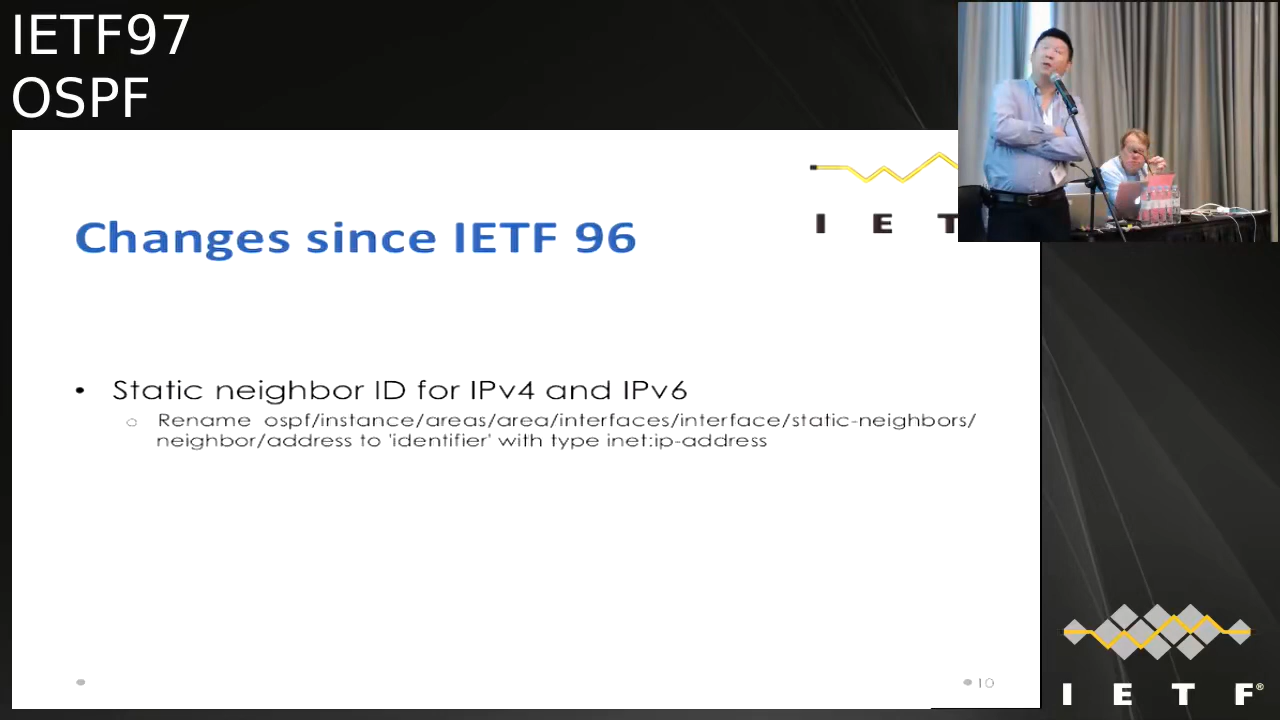 IETF97
OSPF
I E T
Changes since IETF 96
• Static neighbor ID for IPv4 and IPv6
○ Rename ospf/instance/areas/area/interfaces/interface/static-neighbors/
neighbor/address to 'identifier' with type inet:ip-address
10
I E T F®